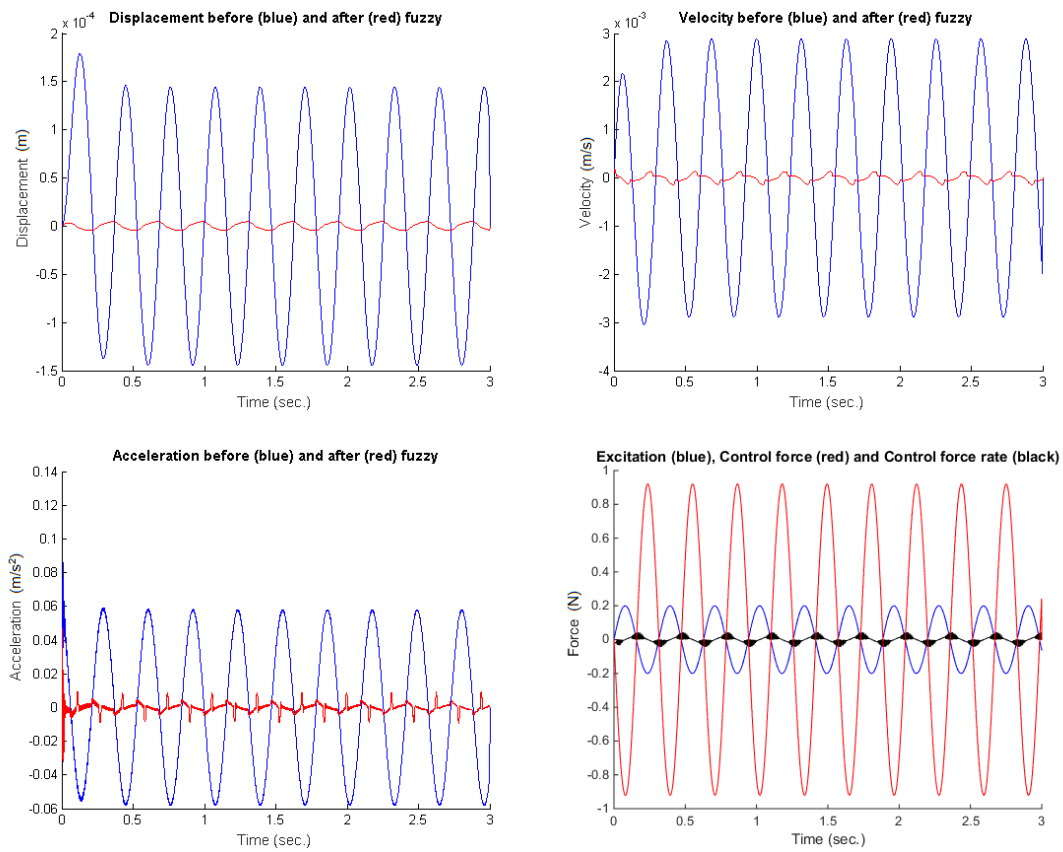 Displacement before (blue) and after (red) fuzzy
× 10⁻⁴
2
1.5
1
0.5
0
-0.5
-1
-1.5
Displacement (m)
0 0.5 1 1.5 2 2.5 3
Time (sec.)
Velocity before (blue) and after (red) fuzzy
× 10⁻³
3
2
1
0
-1
-2
-3
-4
Velocity (m/s)
0 0.5 1 1.5 2 2.5 3
Time (sec.)
Acceleration before (blue) and after (red) fuzzy
0.14
0.12
0.1
0.08
0.06
0.04
0.02
0
-0.02
-0.04
-0.06
Acceleration (m/s²)
0 0.5 1 1.5 2 2.5 3
Time (sec.)
Excitation (blue), Control force (red) and Control force rate (black)
1
0.8
0.6
0.4
0.2
0
-0.2
-0.4
-0.6
-0.8
-1
Force (N)
0 0.5 1 1.5 2 2.5 3
Time (sec.)